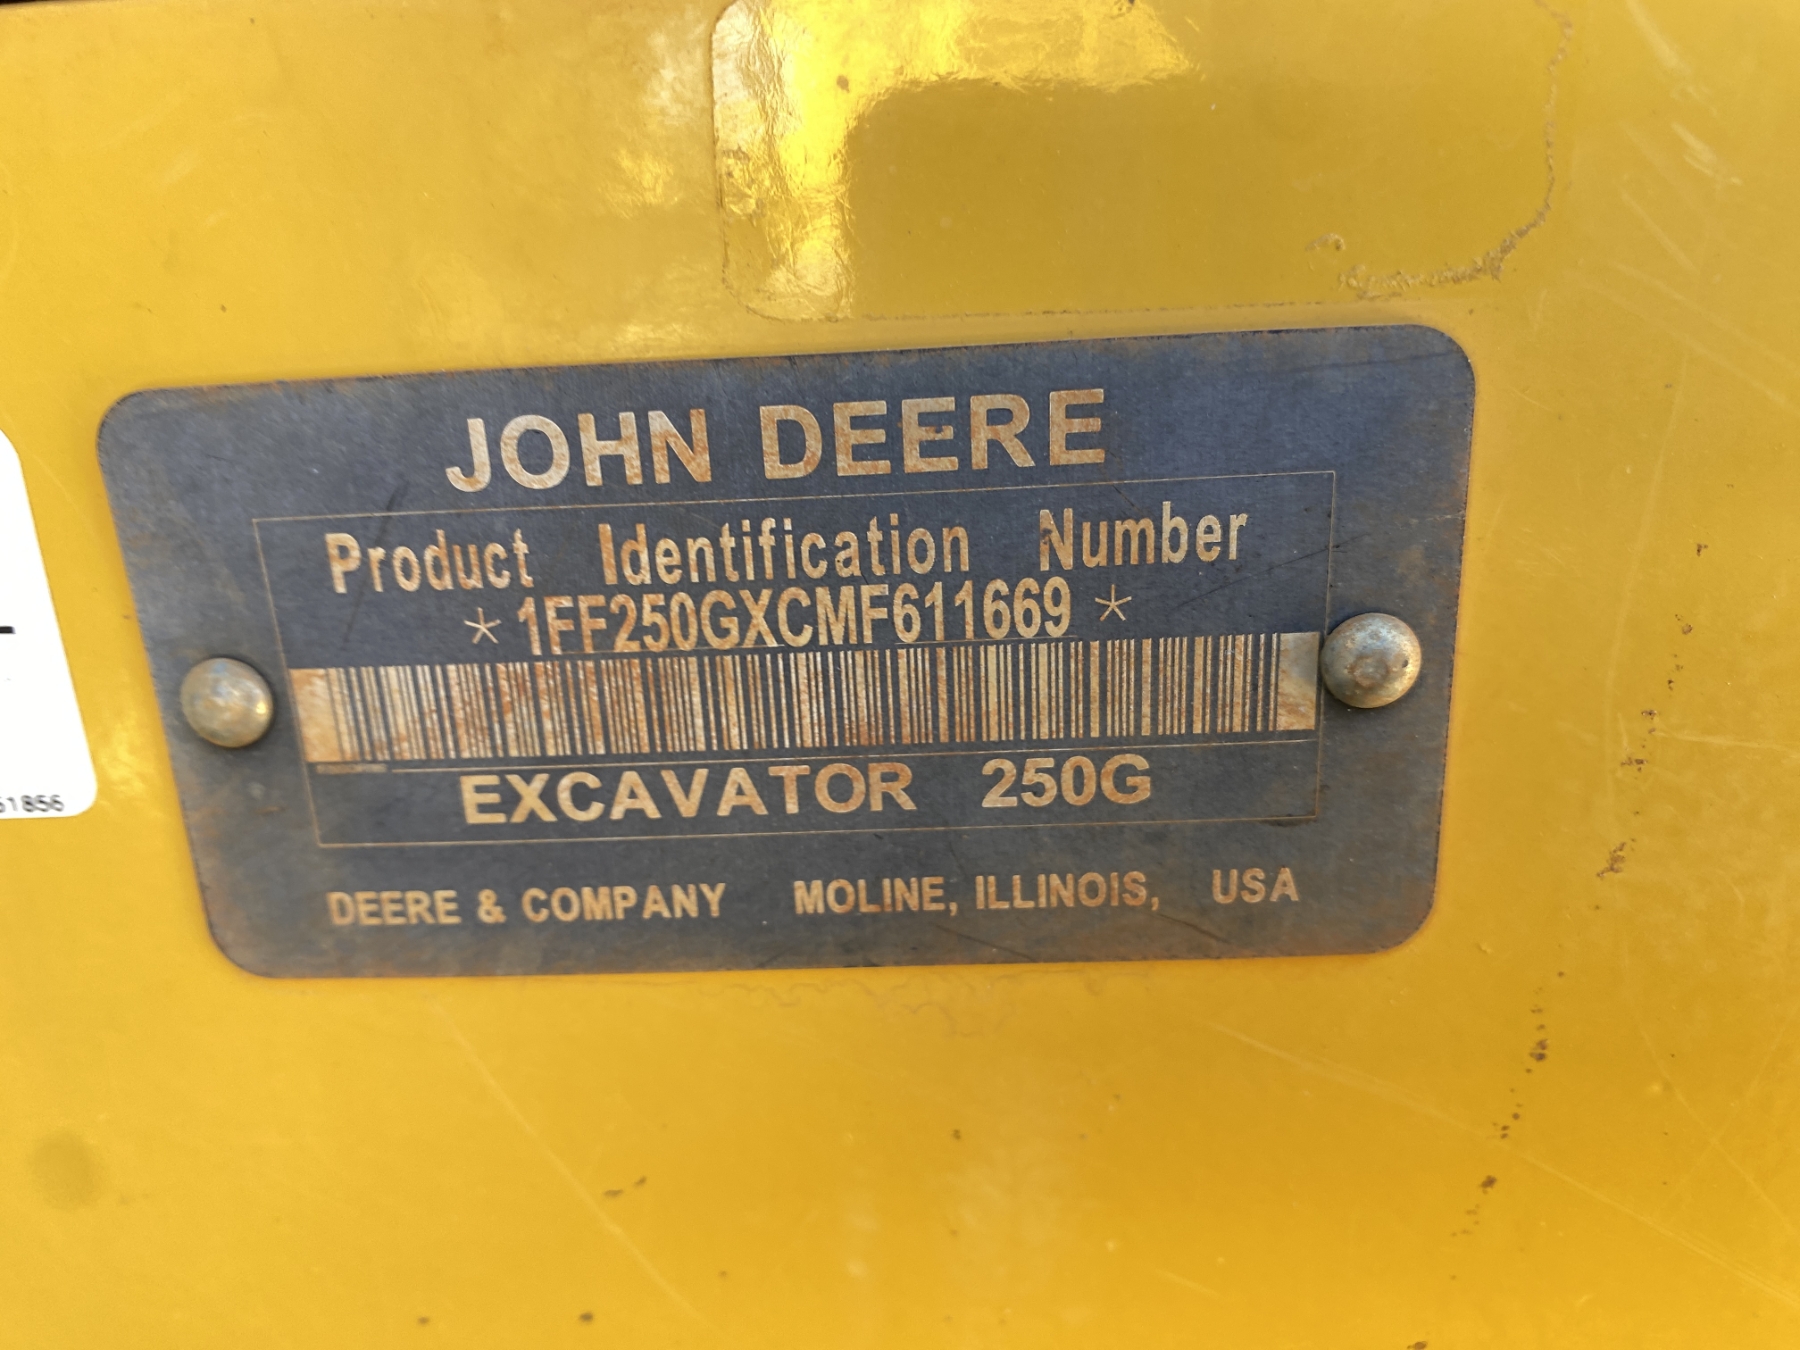 JOHN DEERE
Product Identification Number
* 1FF250GXCMF611669 *
EXCAVATOR 250G
DEERE & COMPANY MOLINE, ILLINOIS, USA